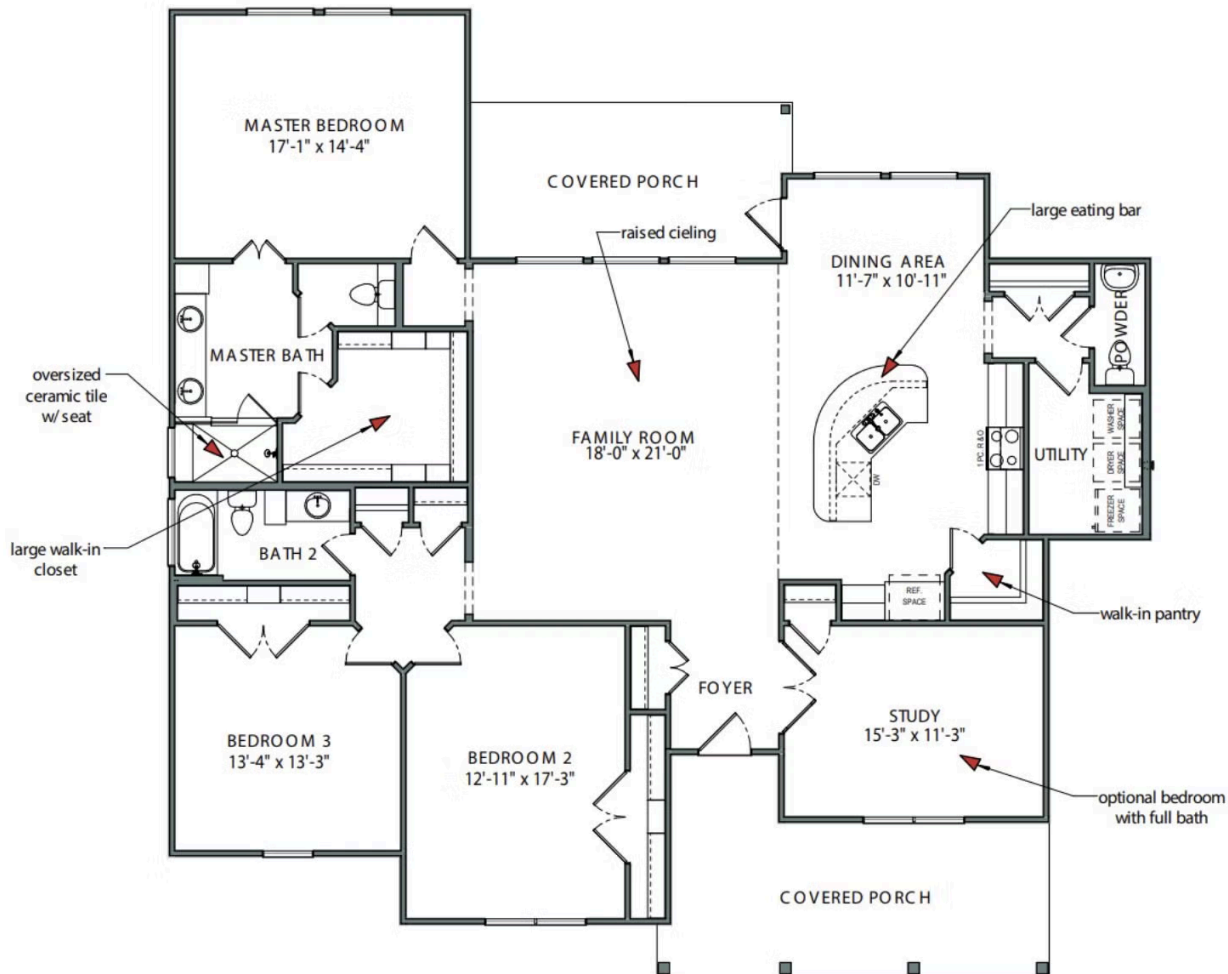 MASTER BEDROOM
17'-1" x 14'-4"
COVERED PORCH
large eating bar
raised cieling
DINING AREA
11'-7" x 10'-11"
POWDER
MASTER BATH
oversized
ceramic tile
w/ seat
FAMILY ROOM
18'-0" x 21'-0"
1 PC. R & O
UTILITY
WASHER
SPACE
DRYER
SPACE
FREEZER
SPACE
DW
large walk-in
closet
BATH 2
REF.
SPACE
walk-in pantry
FOYER
STUDY
15'-3" x 11'-3"
BEDROOM 3
13'-4" x 13'-3"
BEDROOM 2
12'-11" x 17'-3"
optional bedroom
with full bath
COVERED PORCH